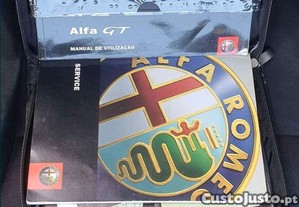 Alfa GT
MANUAL DE UTILIZAÇÃO
SERVICE
ALFA ROMEO
CustoJusto.pt